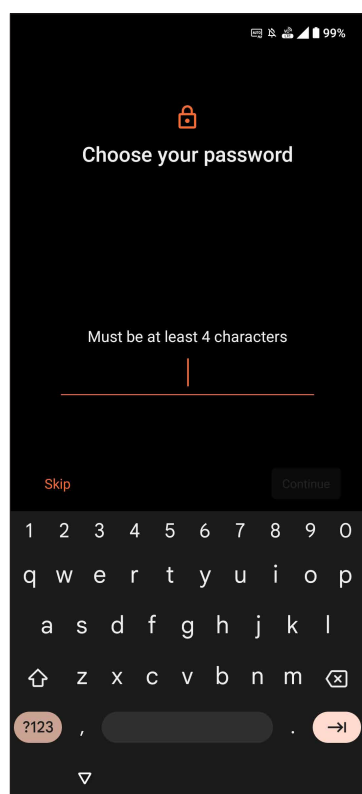 99%
Choose your password
Must be at least 4 characters
Skip Continue
1 2 3 4 5 6 7 8 9 0
q w e r t y u i o p
a s d f g h j k l
z x c v b n m
?123 , .